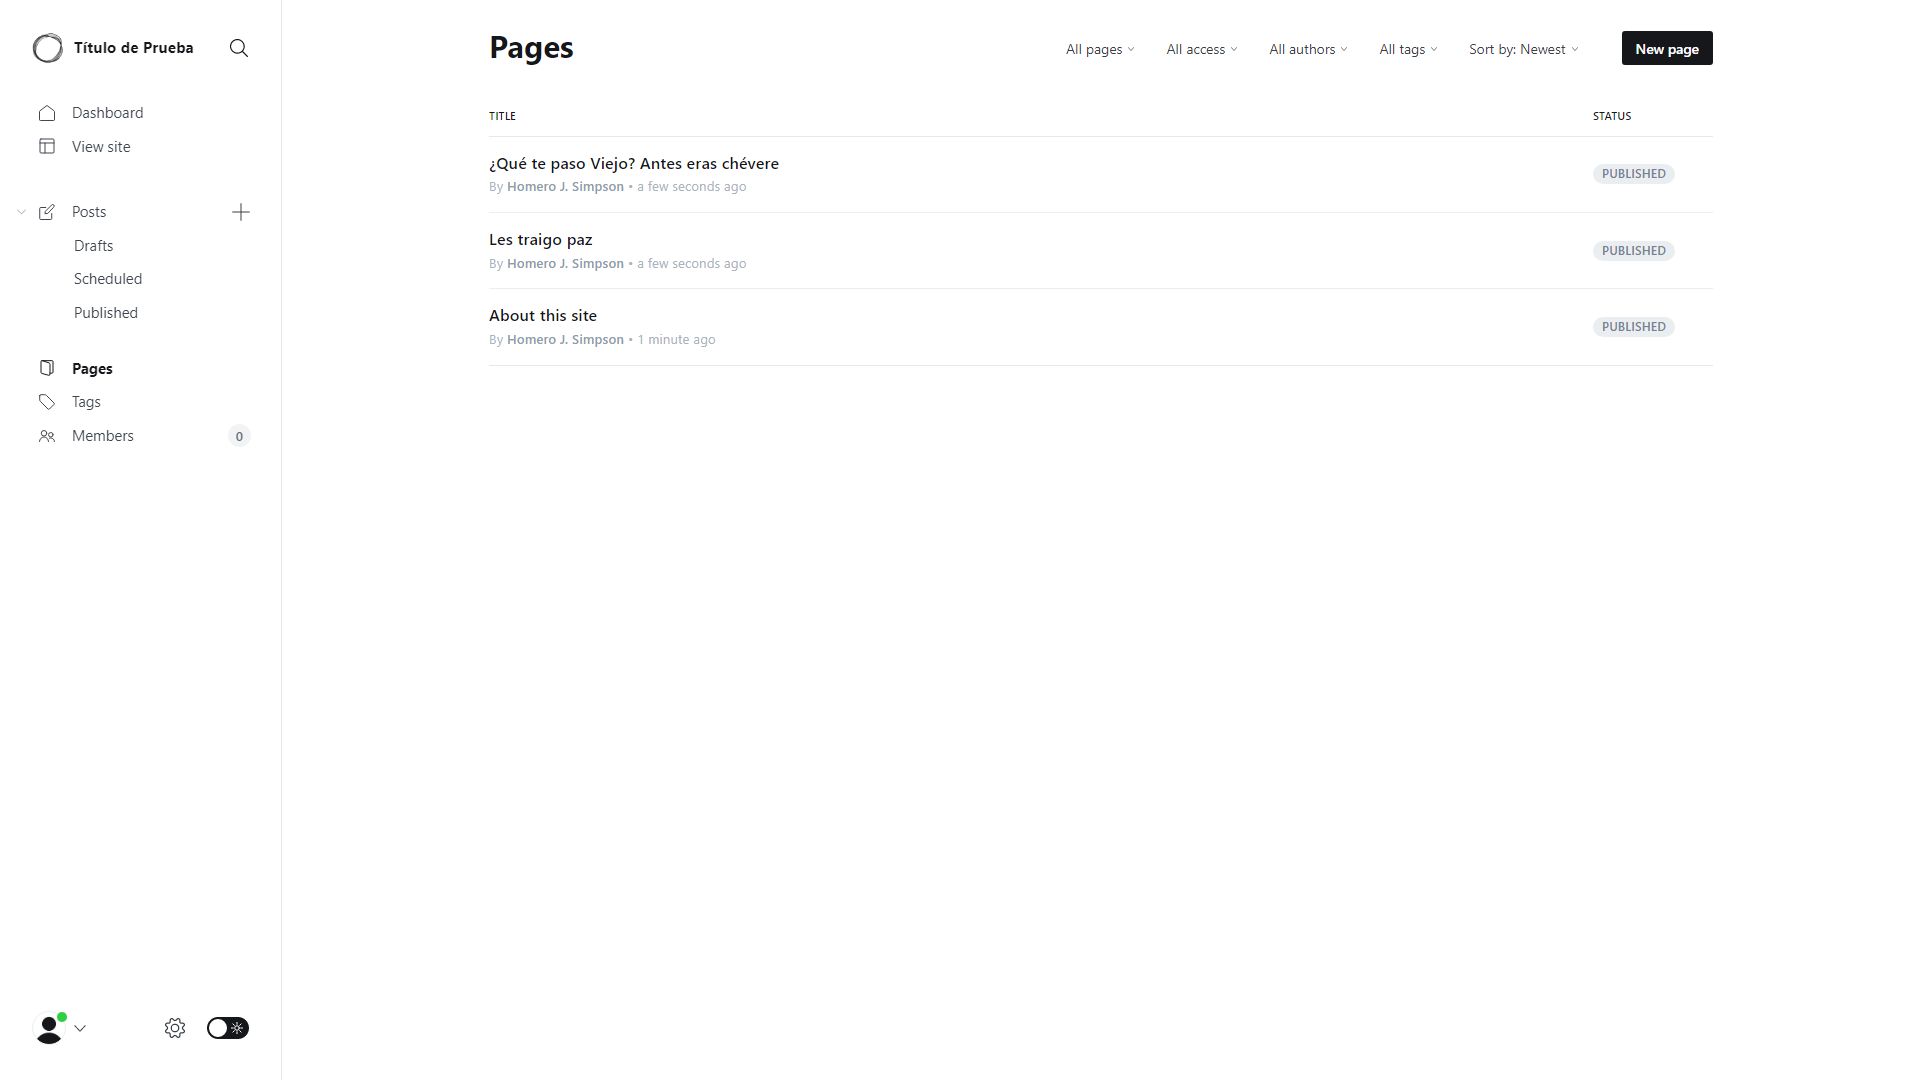 Título de Prueba
Dashboard
View site
Posts
Drafts
Scheduled
Published
Pages
Tags
Members 0
Pages
All pages All access All authors All tags Sort by: Newest New page
TITLE STATUS
¿Qué te paso Viejo? Antes eras chévere
By Homero J. Simpson • a few seconds ago
PUBLISHED
Les traigo paz
By Homero J. Simpson • a few seconds ago
PUBLISHED
About this site
By Homero J. Simpson • 1 minute ago
PUBLISHED